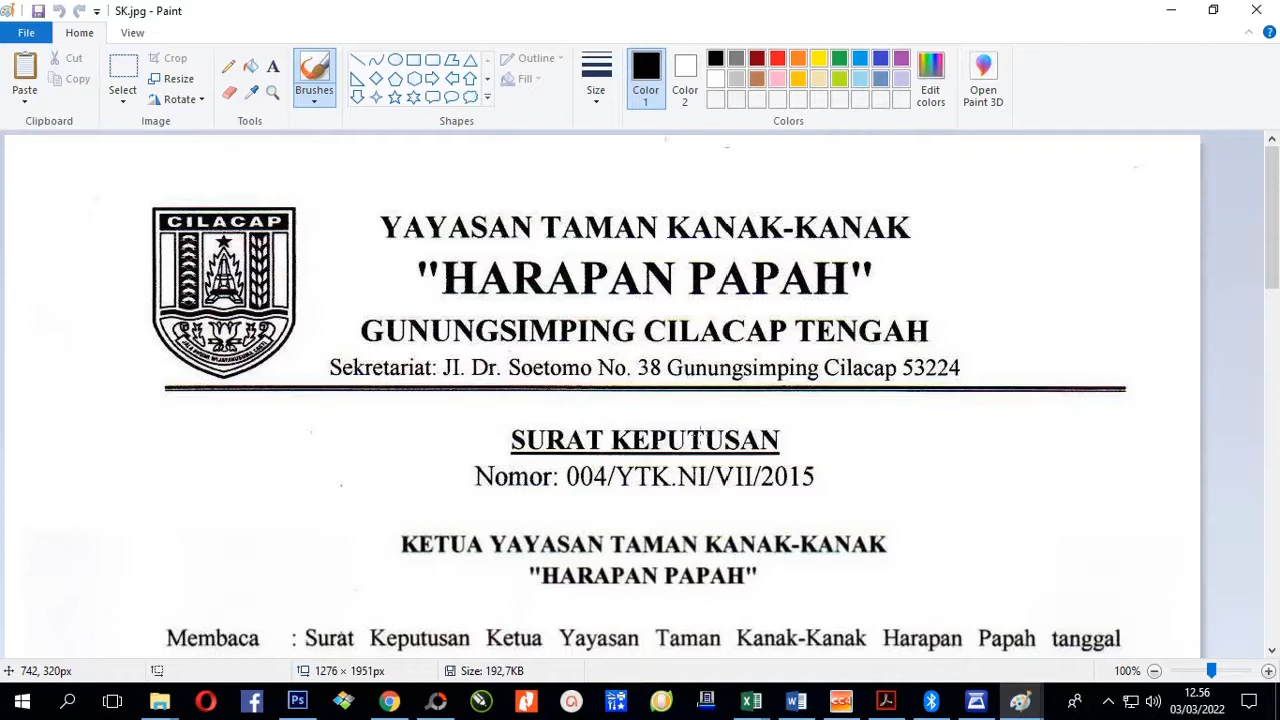 SK.jpg - Paint
File
Home
View
Paste
Cut
Copy
Clipboard
Select
Crop
Resize
Rotate
Image
Tools
Brushes
Outline
Fill
Shapes
Size
Color
1
Color
2
Edit
colors
Open
Paint 3D
Colors
CILACAP
YAYASAN TAMAN KANAK-KANAK
"HARAPAN PAPAH"
GUNUNGSIMPING CILACAP TENGAH
Sekretariat: JI. Dr. Soetomo No. 38 Gunungsimping Cilacap 53224
SURAT KEPUTUSAN
Nomor: 004/YTK.NI/VII/2015
KETUA YAYASAN TAMAN KANAK-KANAK
"HARAPAN PAPAH"
Membaca : Surat Keputusan Ketua Yayasan Taman Kanak-Kanak Harapan Papah tanggal
742, 320px
1276 × 1951px
Size: 192,7KB
100%
12.56
03/03/2022